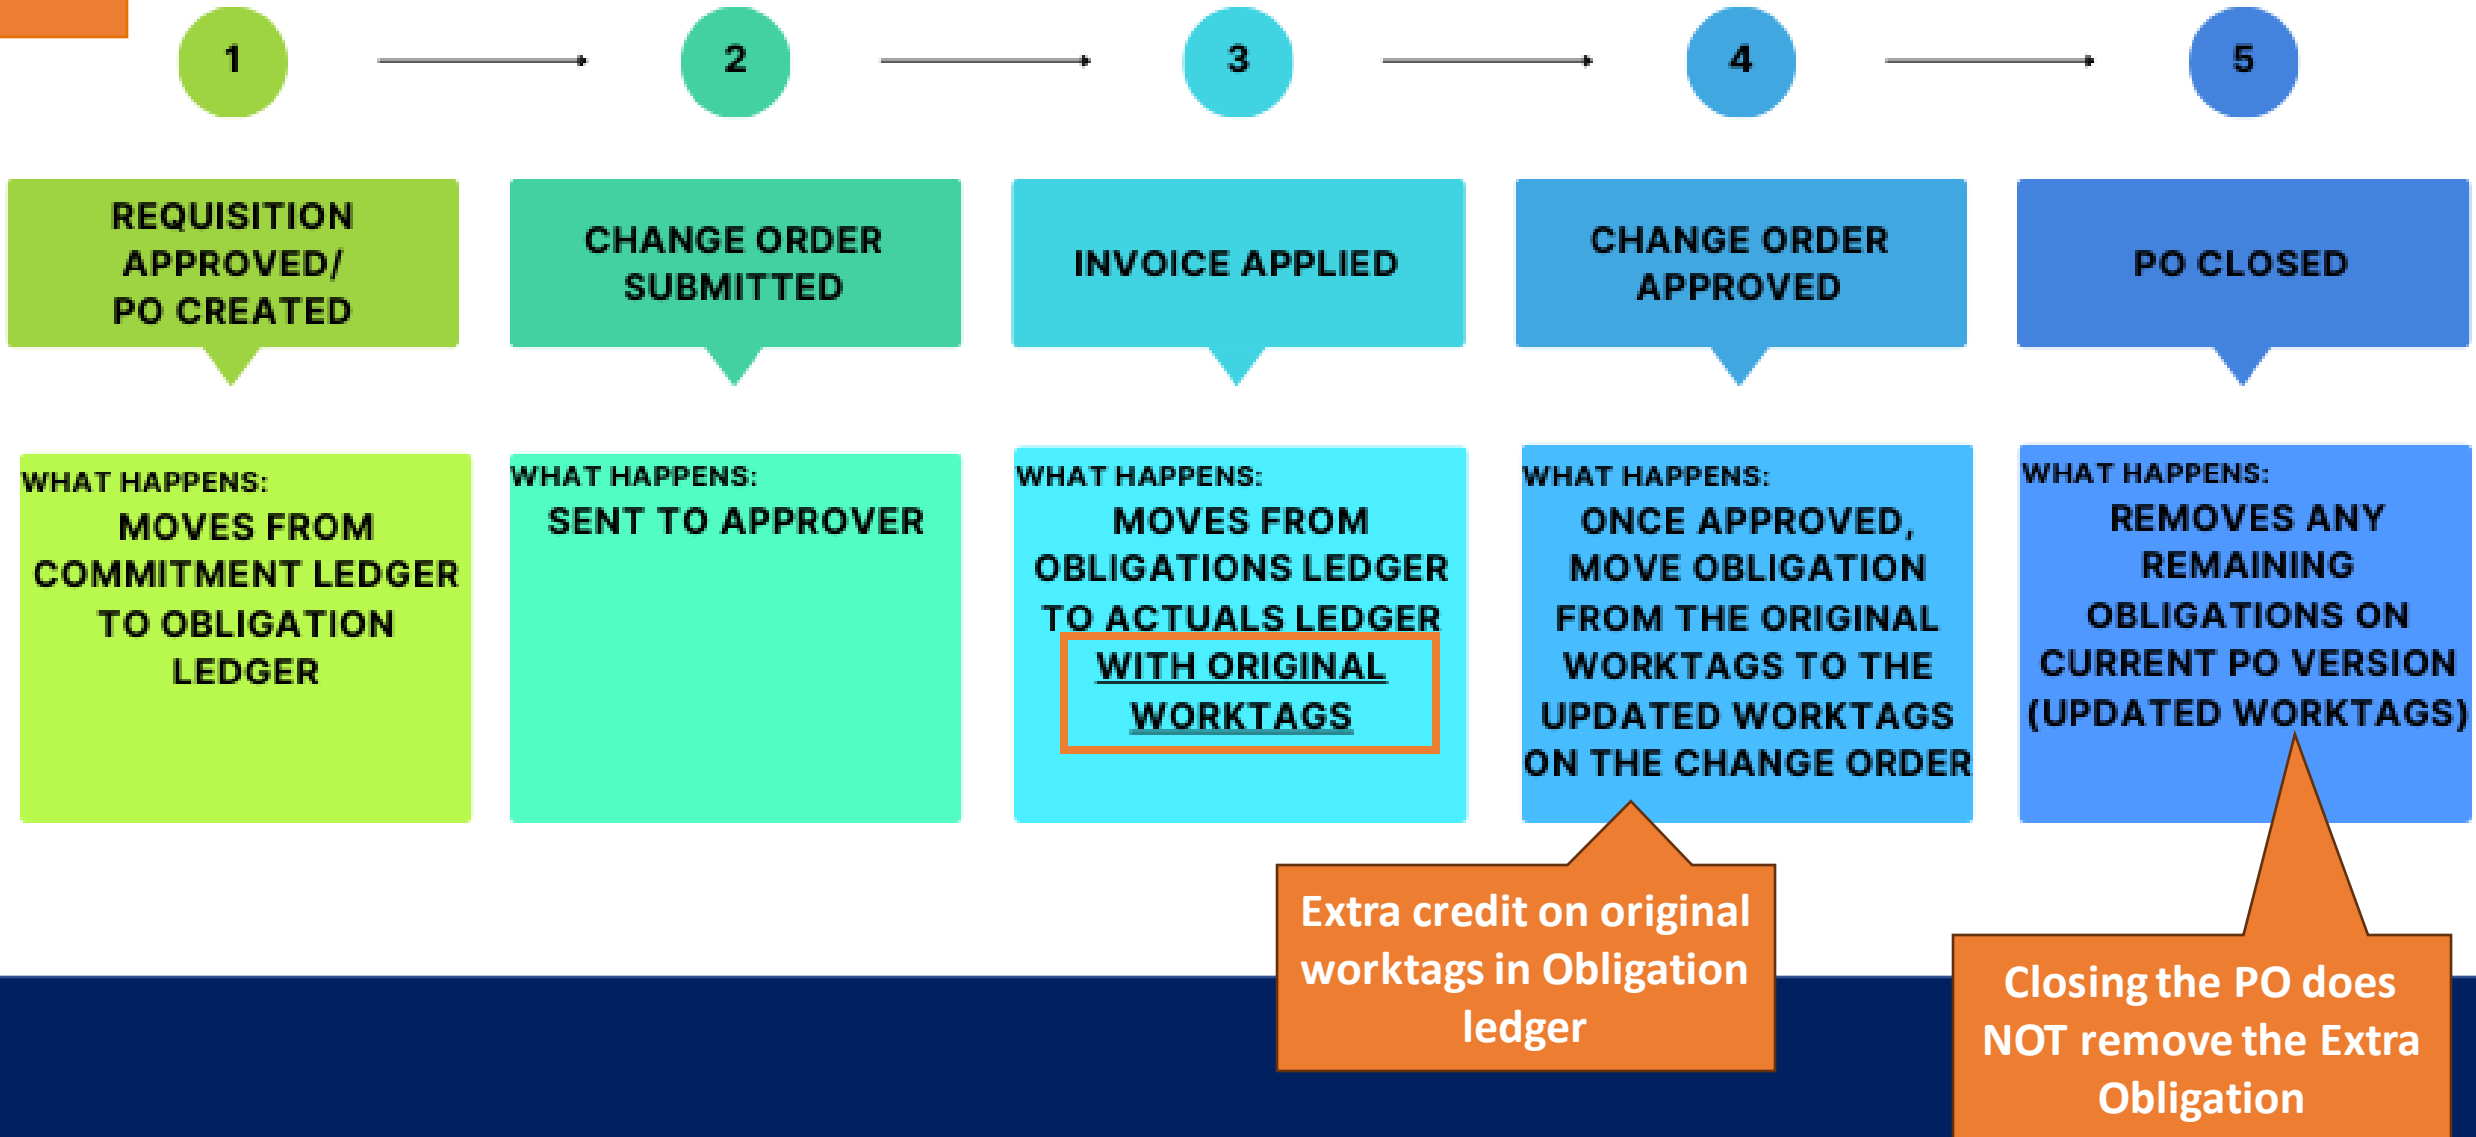 1
2
3
4
5
REQUISITION
APPROVED/
PO CREATED
CHANGE ORDER
SUBMITTED
INVOICE APPLIED
CHANGE ORDER
APPROVED
PO CLOSED
WHAT HAPPENS:
MOVES FROM
COMMITMENT LEDGER
TO OBLIGATION
LEDGER
WHAT HAPPENS:
SENT TO APPROVER
WHAT HAPPENS:
MOVES FROM
OBLIGATIONS LEDGER
TO ACTUALS LEDGER
WITH ORIGINAL
WORKTAGS
WHAT HAPPENS:
ONCE APPROVED,
MOVE OBLIGATION
FROM THE ORIGINAL
WORKTAGS TO THE
UPDATED WORKTAGS
ON THE CHANGE ORDER
WHAT HAPPENS:
REMOVES ANY
REMAINING
OBLIGATIONS ON
CURRENT PO VERSION
(UPDATED WORKTAGS)
Extra credit on original
worktags in Obligation
ledger
Closing the PO does
NOT remove the Extra
Obligation